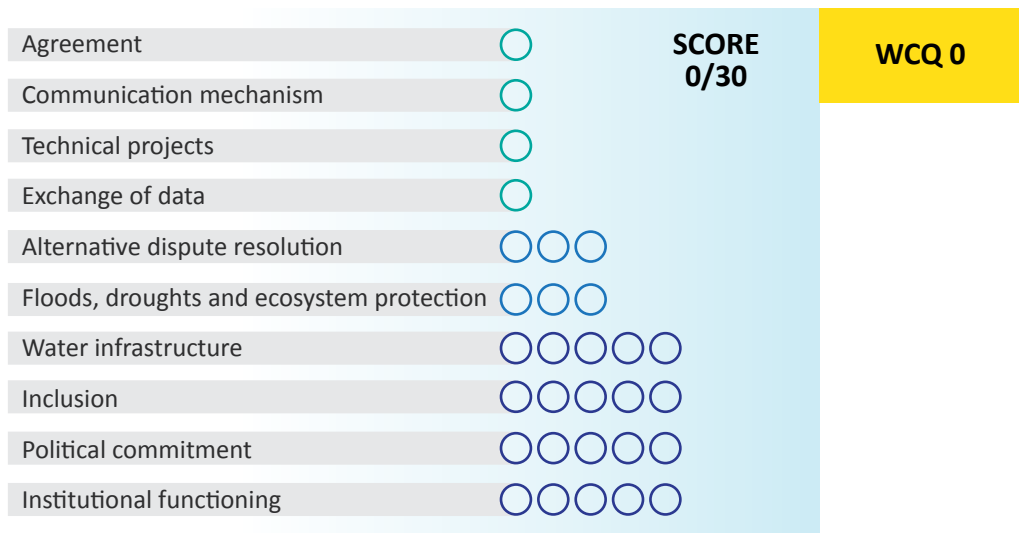 Agreement
SCORE
0/30
WCQ 0
Communication mechanism
Technical projects
Exchange of data
Alternative dispute resolution
Floods, droughts and ecosystem protection
Water infrastructure
Inclusion
Political commitment
Institutional functioning